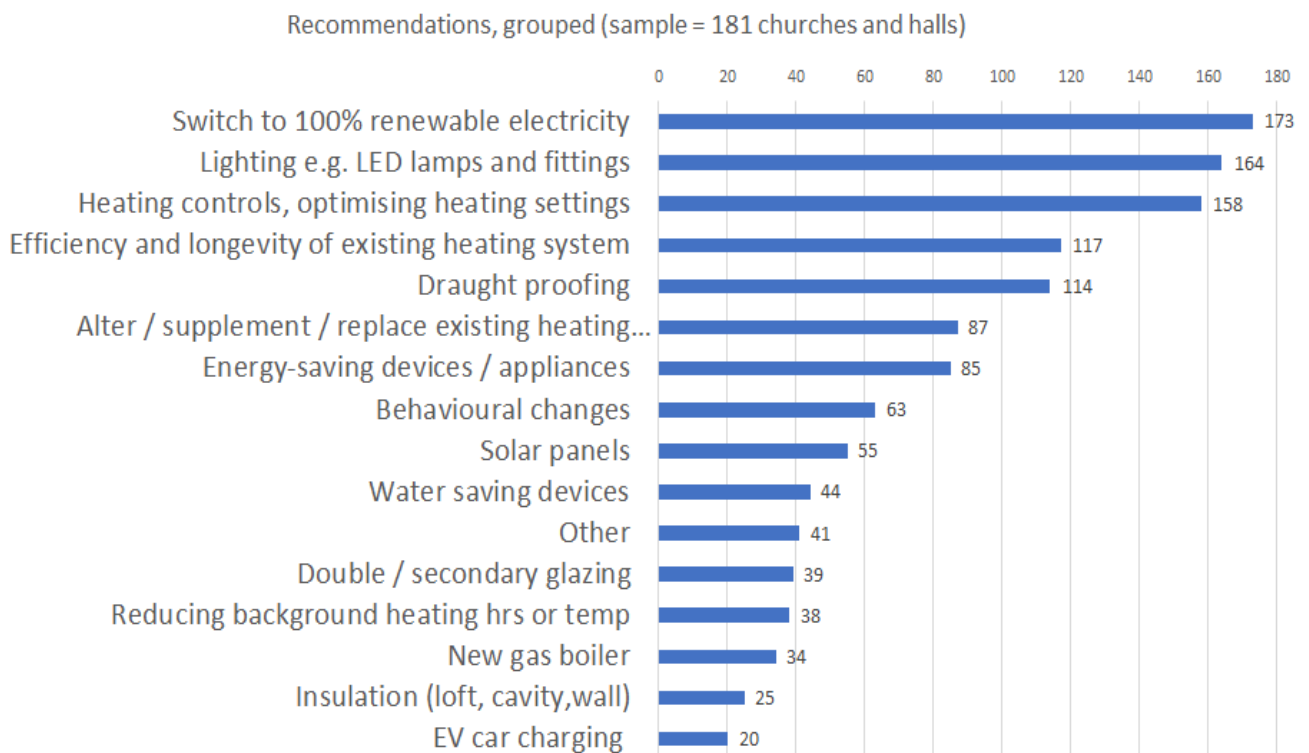 Recommendations, grouped (sample = 181 churches and halls)
0 20 40 60 80 100 120 140 160 180
Switch to 100% renewable electricity 173
Lighting e.g. LED lamps and fittings 164
Heating controls, optimising heating settings 158
Efficiency and longevity of existing heating system 117
Draught proofing 114
Alter / supplement / replace existing heating... 87
Energy-saving devices / appliances 85
Behavioural changes 63
Solar panels 55
Water saving devices 44
Other 41
Double / secondary glazing 39
Reducing background heating hrs or temp 38
New gas boiler 34
Insulation (loft, cavity,wall) 25
EV car charging 20